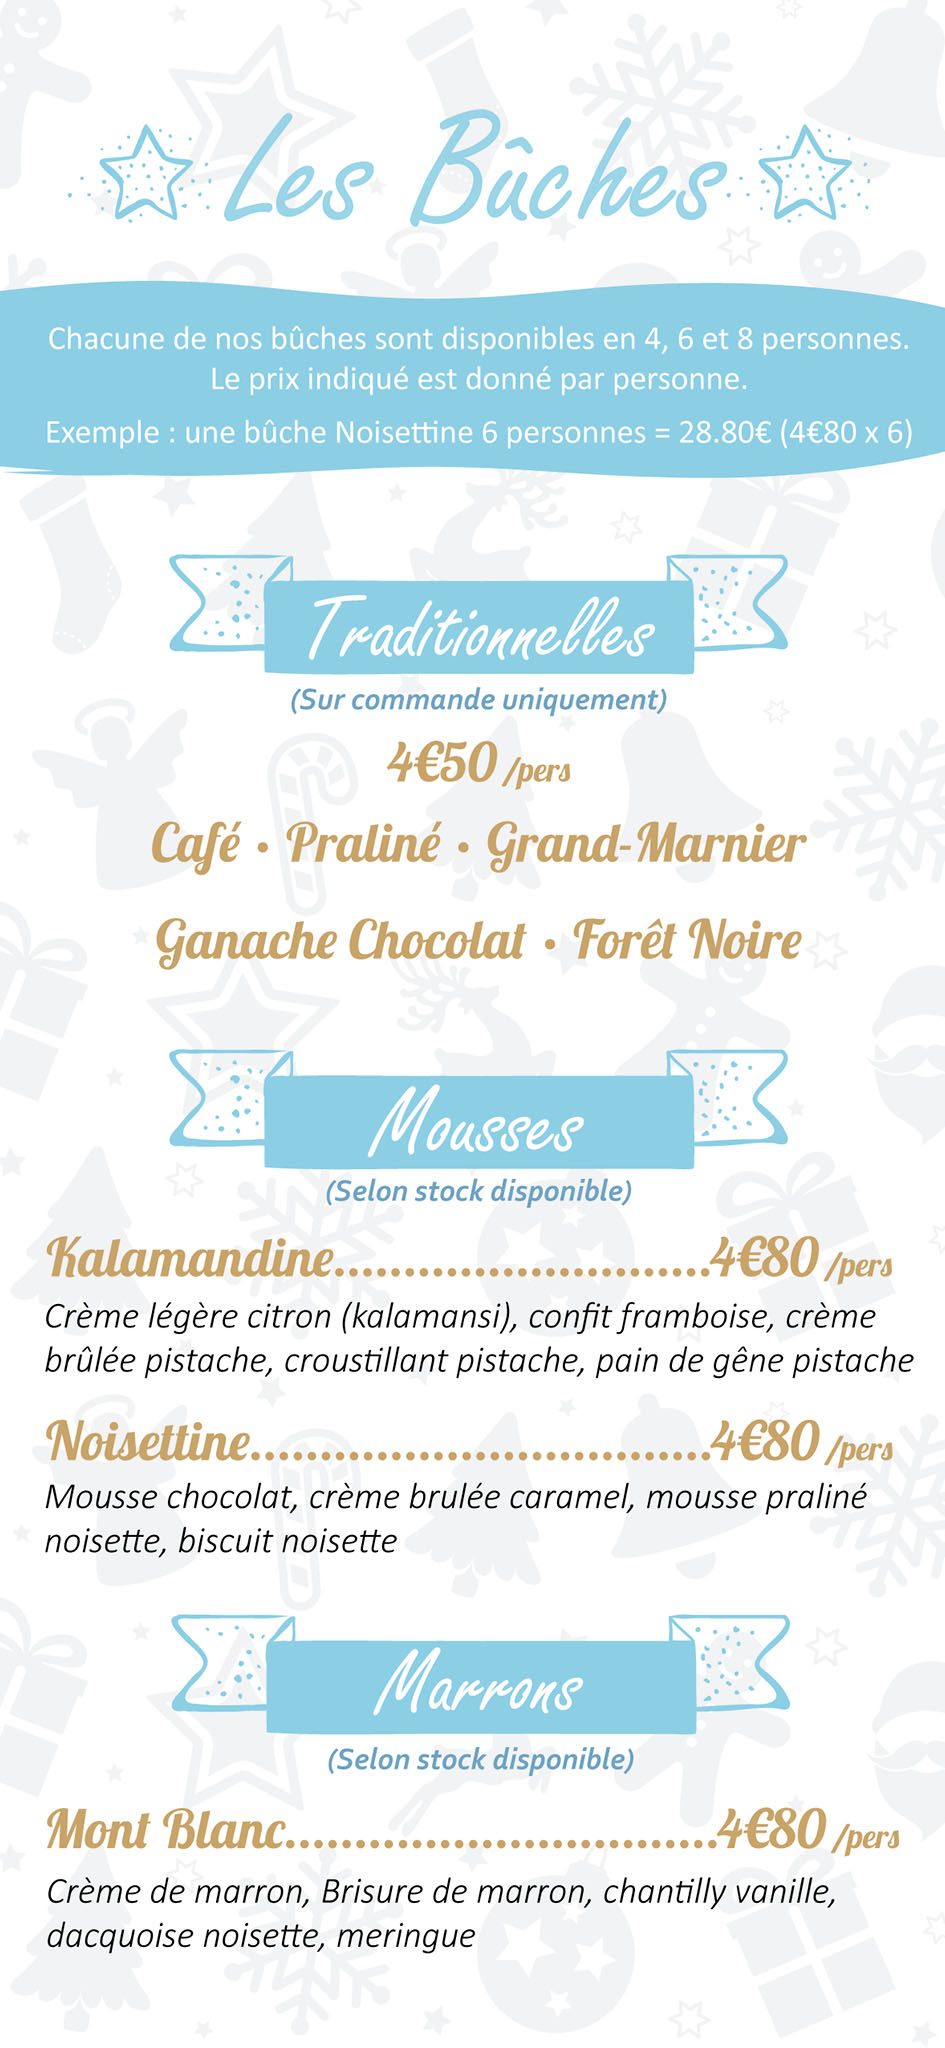 Les Bûches
Chacune de nos bûches sont disponibles en 4, 6 et 8 personnes.
Le prix indiqué est donné par personne.
Exemple : une bûche Noisettine 6 personnes = 28.80€ (4€80 x 6)
Traditionnelles
(Sur commande uniquement)
4€50 /pers
Café • Praliné • Grand-Marnier
Ganache Chocolat • Forêt Noire
Mousses
(Selon stock disponible)
Kalamandine...........................4€80 /pers
Crème légère citron (kalamansi), confit framboise, crème
brûlée pistache, croustillant pistache, pain de gêne pistache
Noisettine.................................4€80 /pers
Mousse chocolat, crème brulée caramel, mousse praliné
noisette, biscuit noisette
Marrons
(Selon stock disponible)
Mont Blanc...............................4€80 /pers
Crème de marron, Brisure de marron, chantilly vanille,
dacquoise noisette, meringue